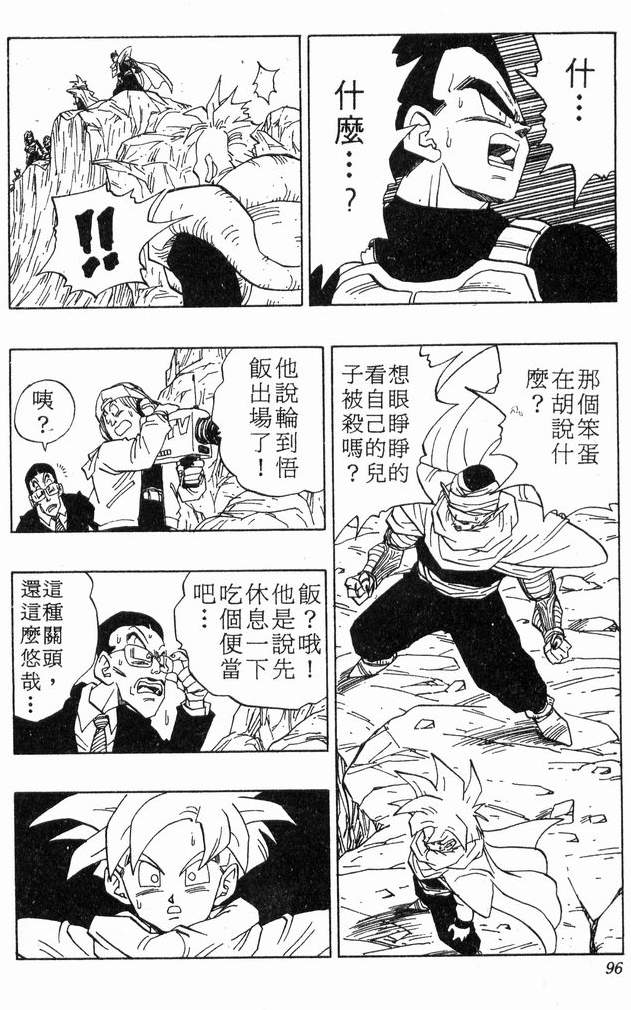 什…
什麼…?
!!
那個笨蛋
在胡說什
麼?
想眼睜睜的
看自己的兒
子被殺嗎?
他說輪到悟
飯出場了!
咦?
飯?哦!
他是說先
休息一下
吃個便當
吧…
這種關頭,
還這麼悠哉…
96